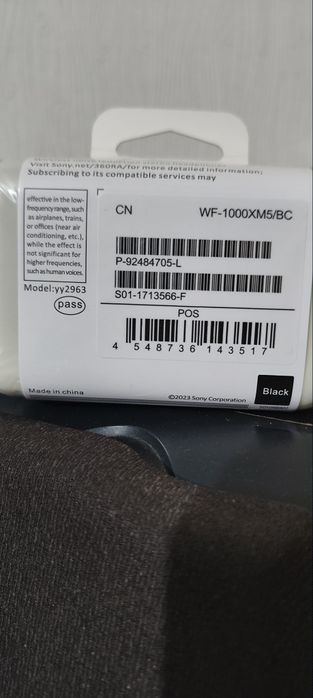 Visit Sony.net/360RA/for more detailed information;
Subscribing to its compatible services may
effective in the low-
frequency range, such
as airplanes, trains,
or offices (near air
conditioning, etc.),
while the effect is
not significant for
higher frequencies,
such as human voices.
Model:yy2963
pass
CN WF-1000XM5/BC
P-92484705-L
S01-1713566-F
POS
4 548736 143517
Made in china
©2023 Sony Corporation
Black